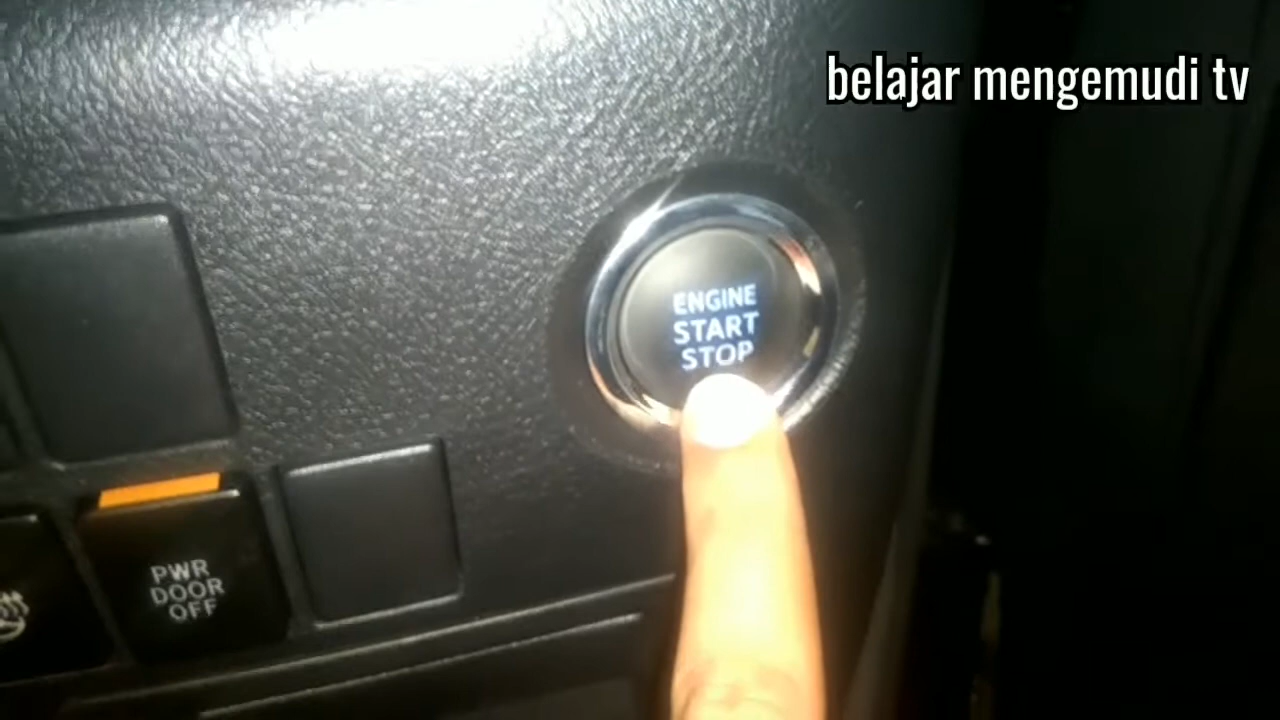 belajar mengemudi tv
ENGINE
START
STOP
PWR
DOOR
OFF